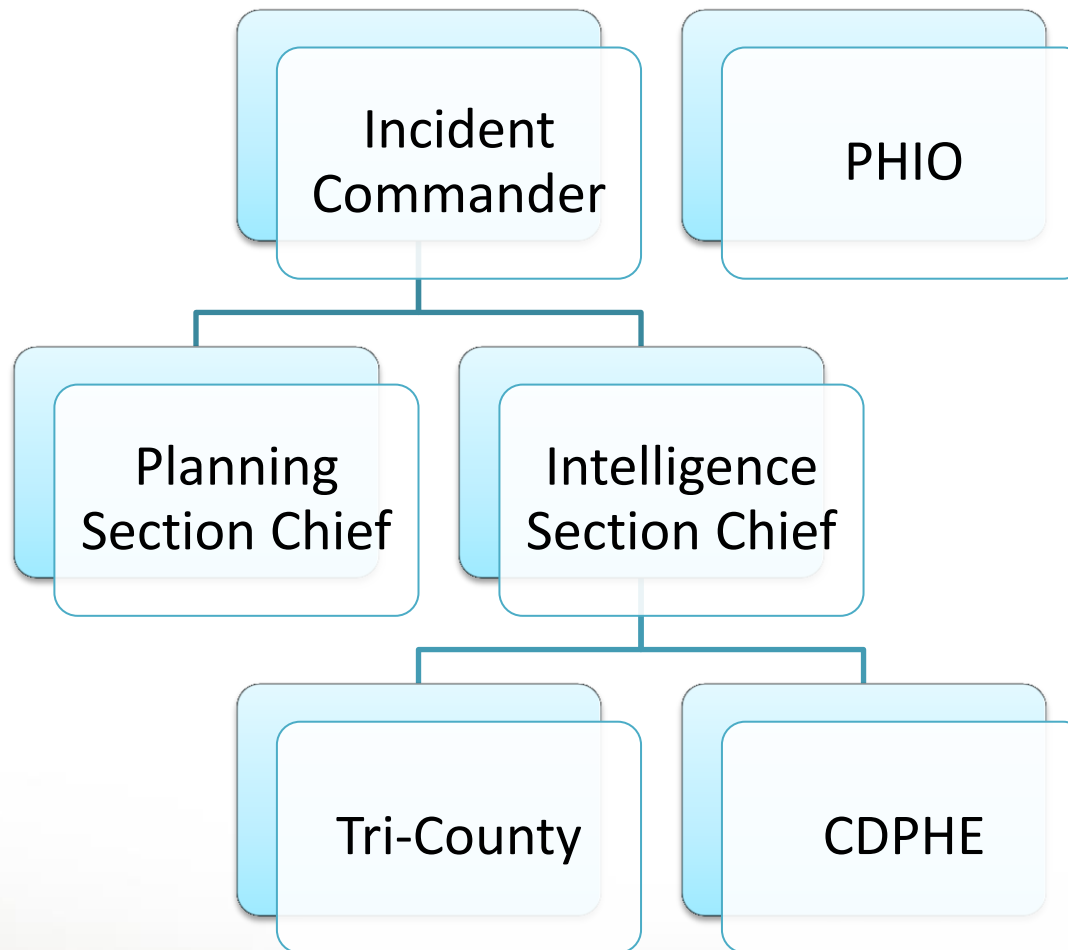 Incident
Commander
PHIO
Planning
Section Chief
Intelligence
Section Chief
Tri-County
CDPHE